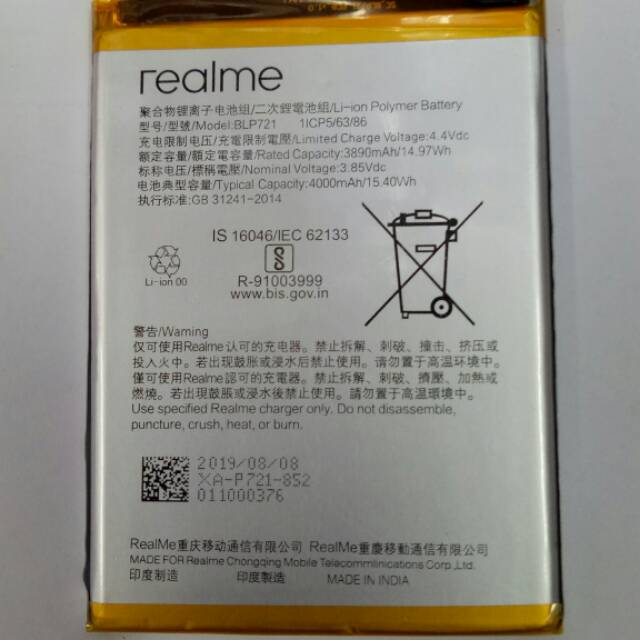 realme
聚合物锂离子电池组/二次鋰電池組/Li-ion Polymer Battery
型号/型號/Model:BLP721 1ICP5/63/86
充电限制电压/充電限制電壓/Limited Charge Voltage:4.4Vdc
额定容量/額定電容量/Rated Capacity:3890mAh/14.97Wh
标称电压/標稱電壓/Nominal Voltage:3.85Vdc
电池典型容量/Typical Capacity:4000mAh/15.40Wh
执行标准:GB 31241-2014
IS 16046/IEC 62133
R-91003999
www.bis.gov.in
Li-ion 00
警告/Warning
仅可使用Realme认可的充电器。禁止拆解、刺破、撞击、挤压或
投入火中。若出现鼓胀或浸水后禁止使用。请勿置于高温环境中。
僅可使用Realme認可的充電器。禁止拆解、刺破、擠壓、加熱或
燃燒。若出現鼓脹或浸水後禁止使用。請勿置於高溫環境中。
Use specified Realme charger only. Do not disassemble,
puncture, crush, heat, or burn.
2019/08/08
XA-P721-852
011000376
RealMe重庆移动通信有限公司 RealMe重慶移動通信有限公司
MADE FOR Realme Chongqing Mobile Telecommnlications Corp.,Ltd.
印度制造 印度製造 MADE IN INDIA